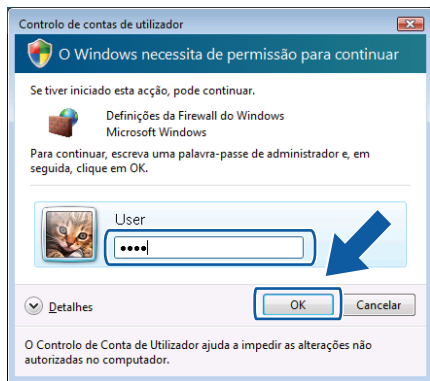 Controlo de contas de utilizador
O Windows necessita de permissão para continuar
Se tiver iniciado esta acção, pode continuar.
Definições da Firewall do Windows
Microsoft Windows
Para continuar, escreva uma palavra-passe de administrador e, em
seguida, clique em OK.
User
••••
Detalhes
OK
Cancelar
O Controlo de Conta de Utilizador ajuda a impedir as alterações não
autorizadas no computador.